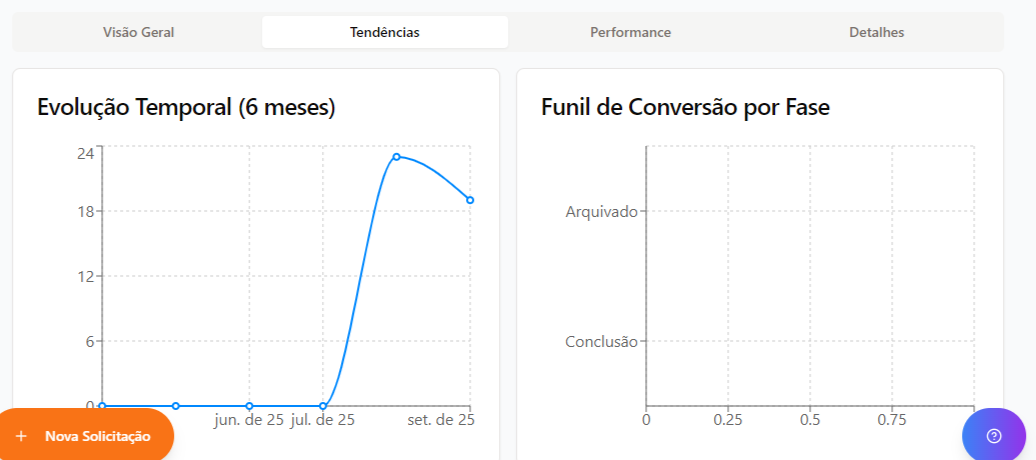 Visão Geral
Tendências
Performance
Detalhes
Evolução Temporal (6 meses)
24
18
12
6
0
jun. de 25
jul. de 25
set. de 25
Funil de Conversão por Fase
Arquivado
Conclusão
0
0.25
0.5
0.75
+ Nova Solicitação
?